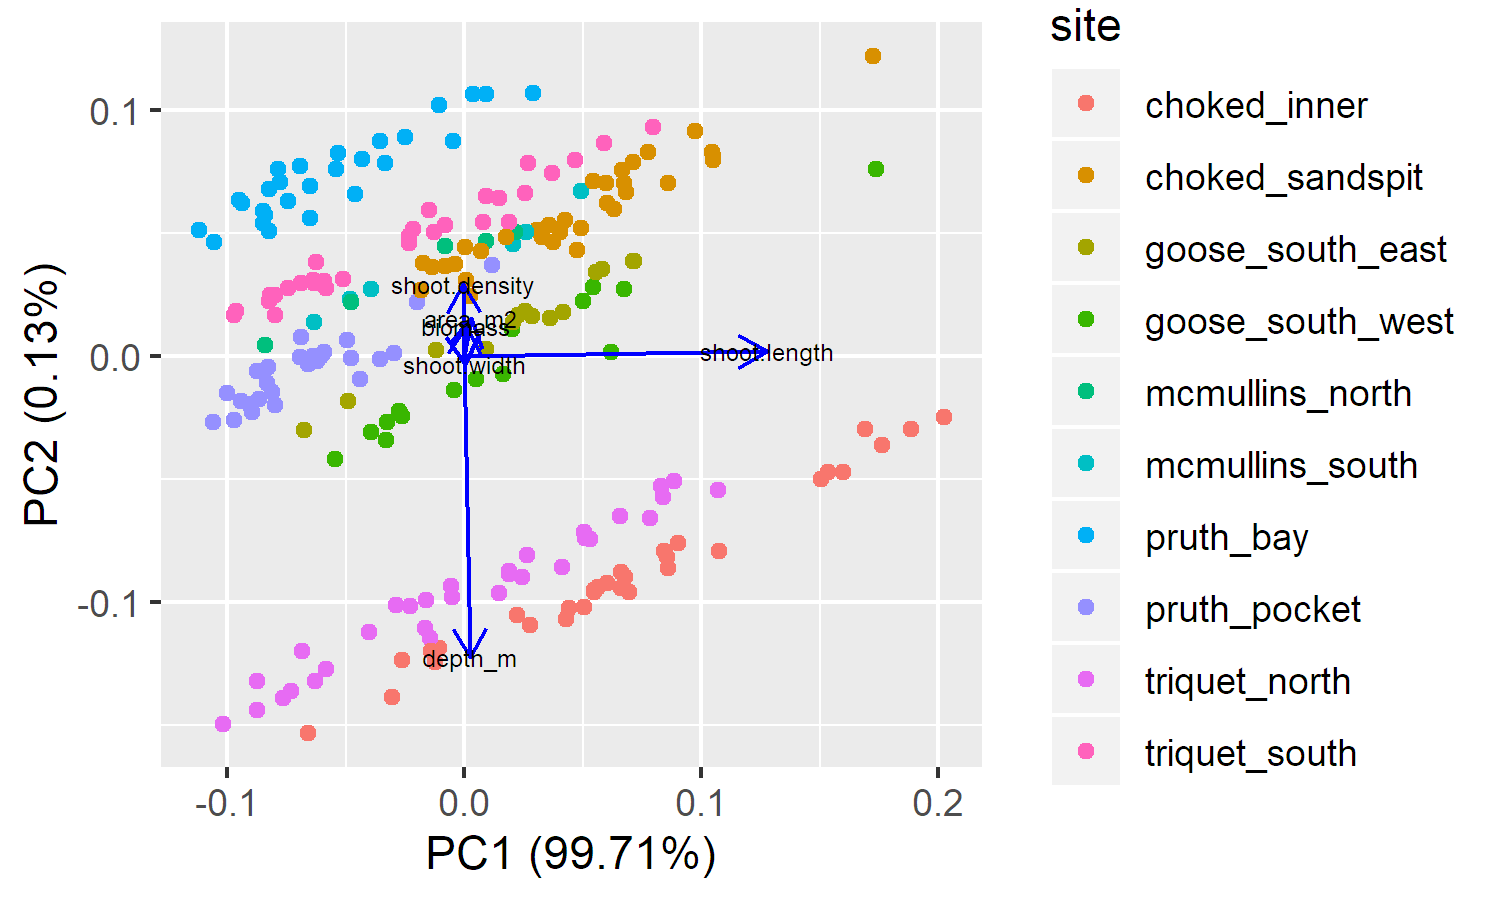 site
choked_inner
choked_sandspit
goose_south_east
goose_south_west
mcmullins_north
mcmullins_south
pruth_bay
pruth_pocket
triquet_north
triquet_south
0.1
0.0
-0.1
PC2 (0.13%)
shoot.density
area_m2
biomass
shoot.width
shoot.length
depth_m
-0.1
0.0
0.1
0.2
PC1 (99.71%)